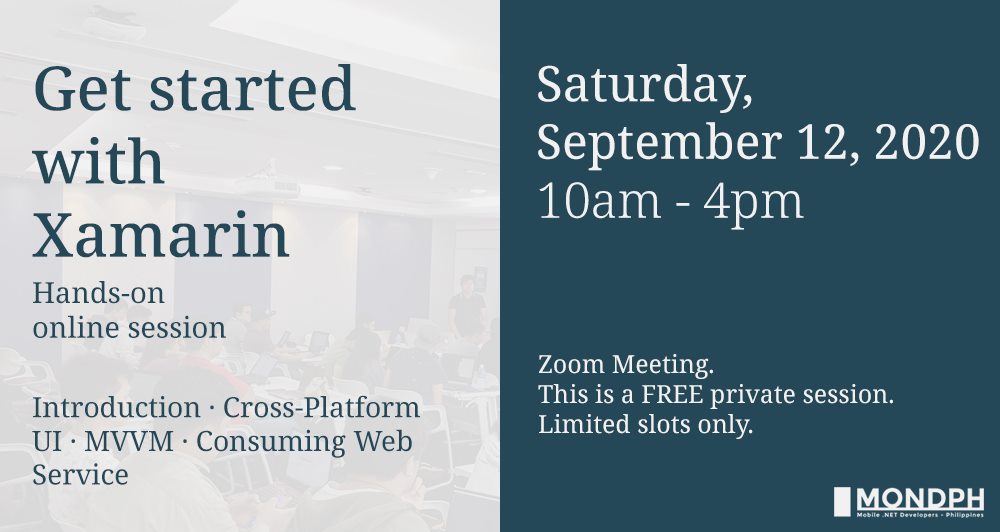 Get started
with
Xamarin
Hands-on
online session
Introduction · Cross-Platform
UI · MVVM · Consuming Web
Service
Saturday,
September 12, 2020
10am - 4pm
Zoom Meeting.
This is a FREE private session.
Limited slots only.
MONDPH
Mobile .NET Developers - Philippines